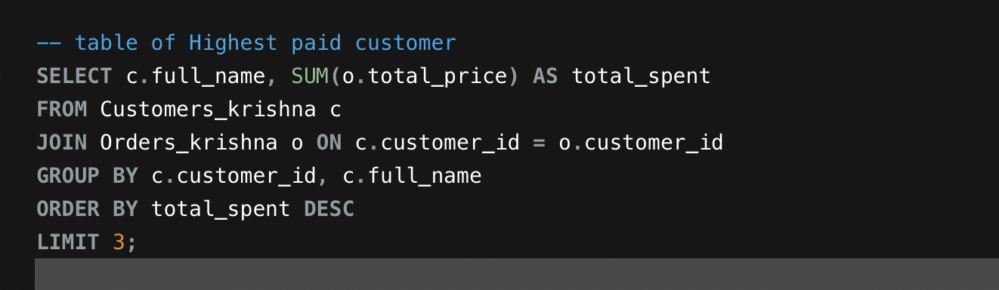 -- table of Highest paid customer
SELECT c.full_name, SUM(o.total_price) AS total_spent
FROM Customers_krishna c
JOIN Orders_krishna o ON c.customer_id = o.customer_id
GROUP BY c.customer_id, c.full_name
ORDER BY total_spent DESC
LIMIT 3;